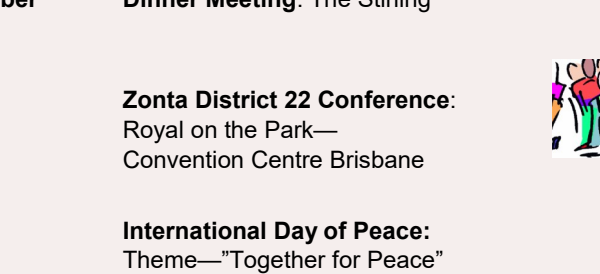 Dinner Meeting: The
Zonta District 22 Conference:
Royal on the Park—
Convention Centre Brisbane
International Day of Peace:
Theme—”Together for Peace”